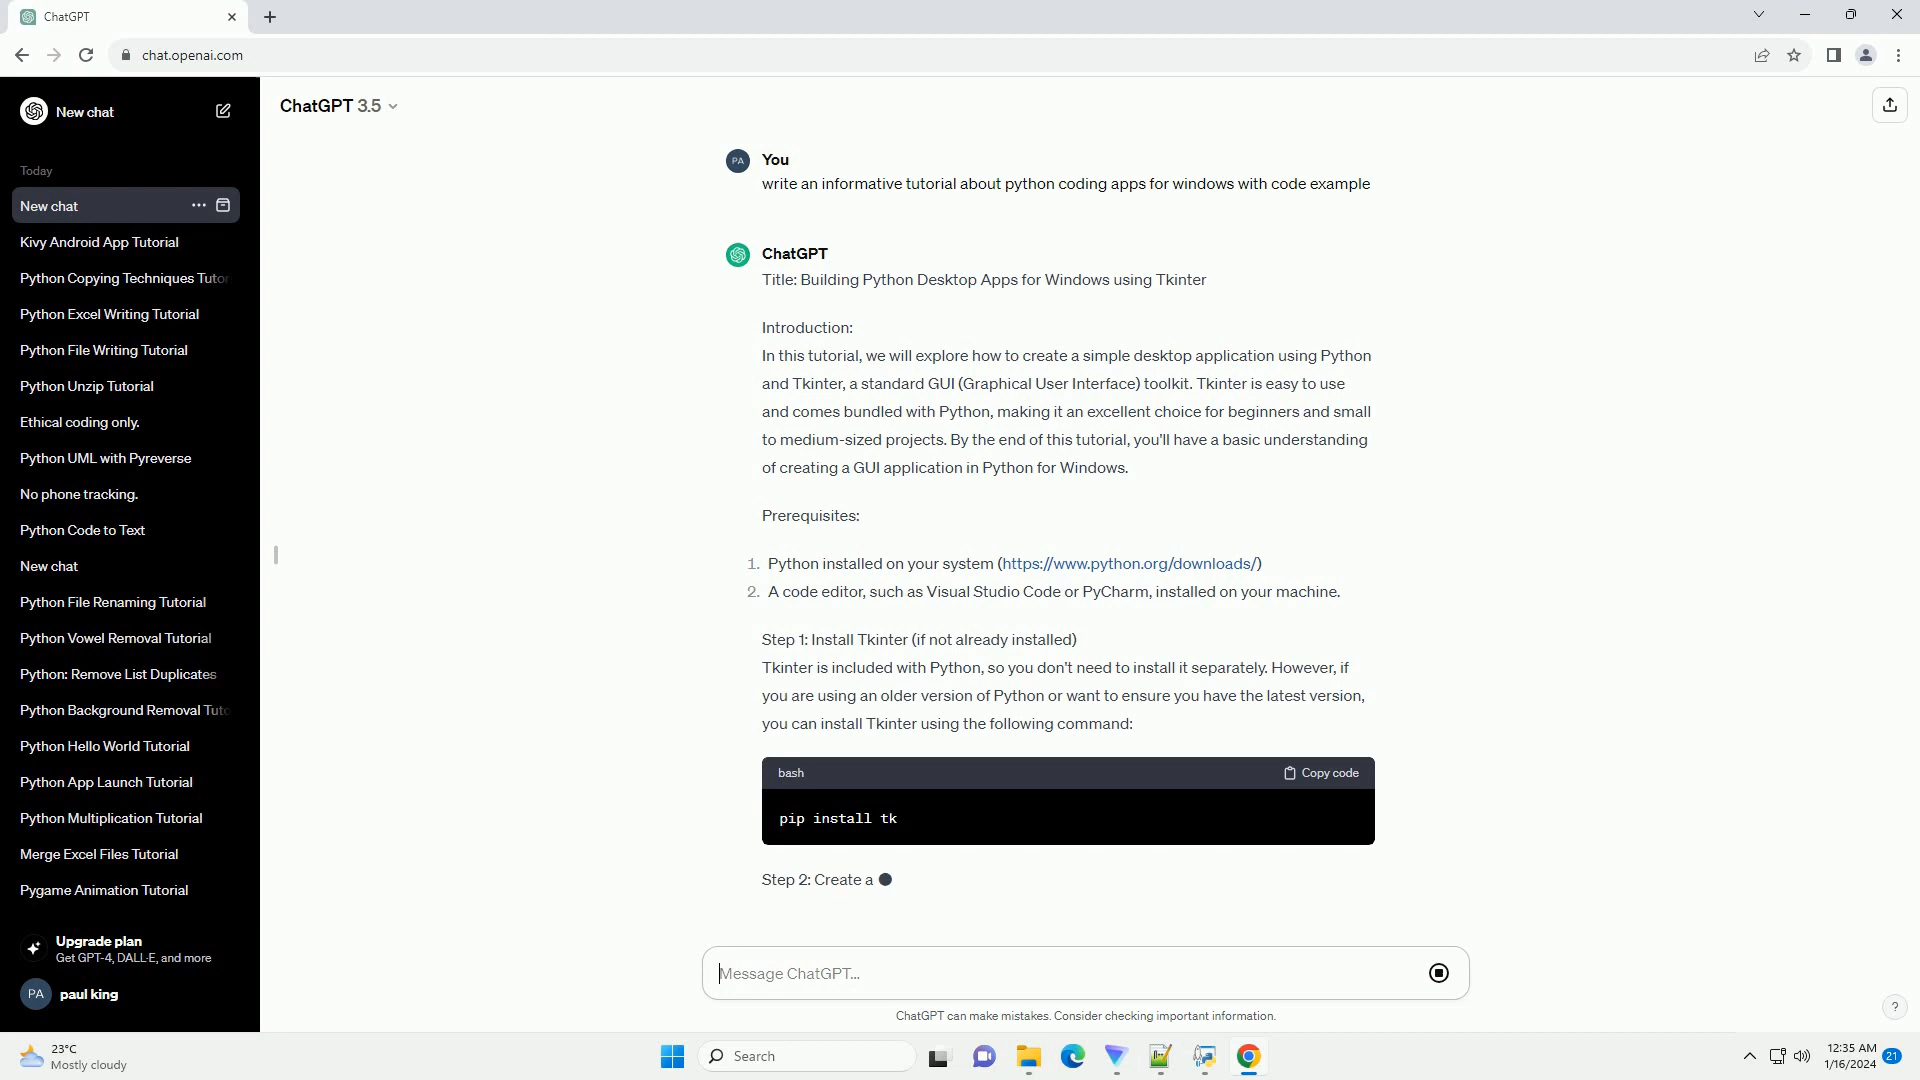 ChatGPT
chat.openai.com
New chat
Today
New chat
Kivy Android App Tutorial
Python Copying Techniques Tutor
Python Excel Writing Tutorial
Python File Writing Tutorial
Python Unzip Tutorial
Ethical coding only.
Python UML with Pyreverse
No phone tracking.
Python Code to Text
New chat
Python File Renaming Tutorial
Python Vowel Removal Tutorial
Python: Remove List Duplicates
Python Background Removal Tuto
Python Hello World Tutorial
Python App Launch Tutorial
Python Multiplication Tutorial
Merge Excel Files Tutorial
Pygame Animation Tutorial
Upgrade plan
Get GPT-4, DALL·E, and more
PA paul king
ChatGPT 3.5
PA You
write an informative tutorial about python coding apps for windows with code example
ChatGPT
Title: Building Python Desktop Apps for Windows using Tkinter
Introduction:
In this tutorial, we will explore how to create a simple desktop application using Python
and Tkinter, a standard GUI (Graphical User Interface) toolkit. Tkinter is easy to use
and comes bundled with Python, making it an excellent choice for beginners and small
to medium-sized projects. By the end of this tutorial, you'll have a basic understanding
of creating a GUI application in Python for Windows.
Prerequisites:
1. Python installed on your system (https://www.python.org/downloads/)
2. A code editor, such as Visual Studio Code or PyCharm, installed on your machine.
Step 1: Install Tkinter (if not already installed)
Tkinter is included with Python, so you don't need to install it separately. However, if
you are using an older version of Python or want to ensure you have the latest version,
you can install Tkinter using the following command:
bash Copy code
pip install tk
Step 2: Create a
Message ChatGPT...
ChatGPT can make mistakes. Consider checking important information.
?
23°C
Mostly cloudy
Search
12:35 AM
1/16/2024
21